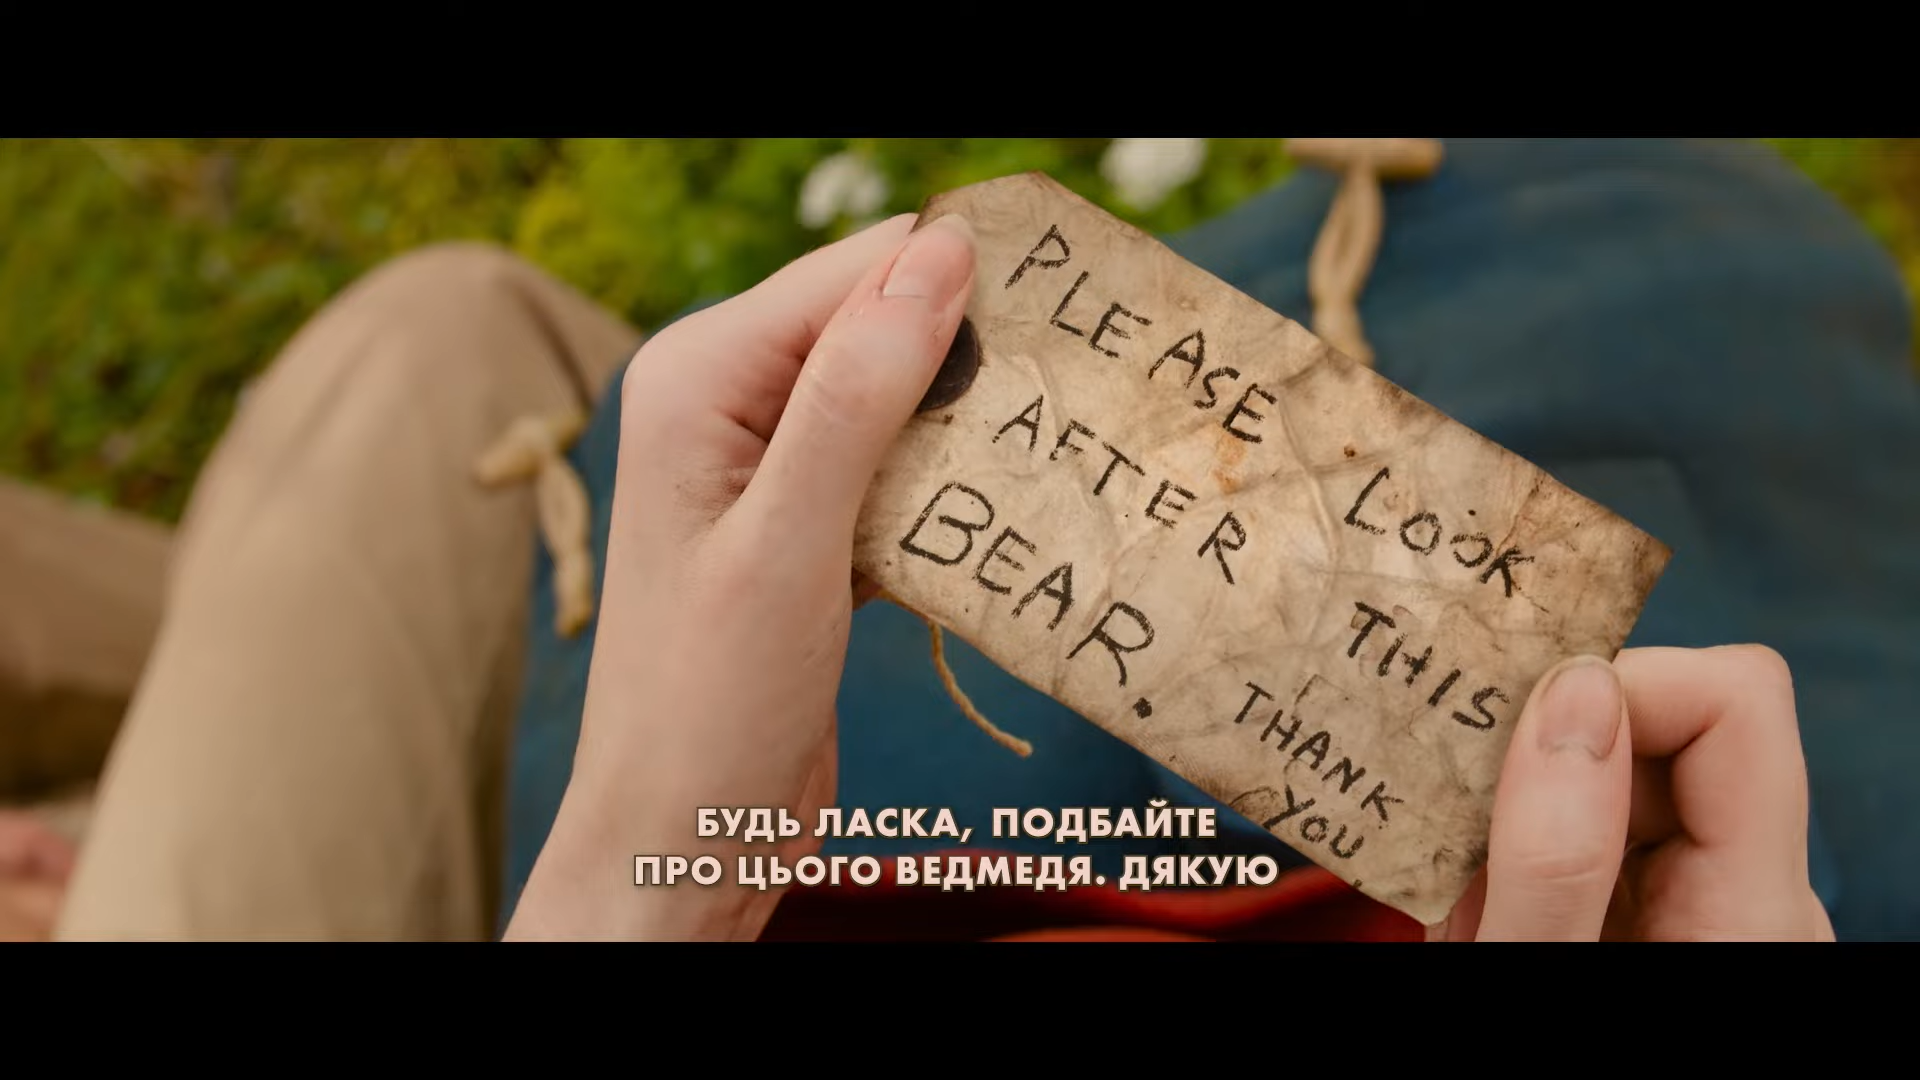 PLEASE LOOK
AFTER THIS
BEAR.
THANK
YOU
БУДЬ ЛАСКА, ПОДБАЙТЕ
ПРО ЦЬОГО ВЕДМЕДЯ. ДЯКУЮ